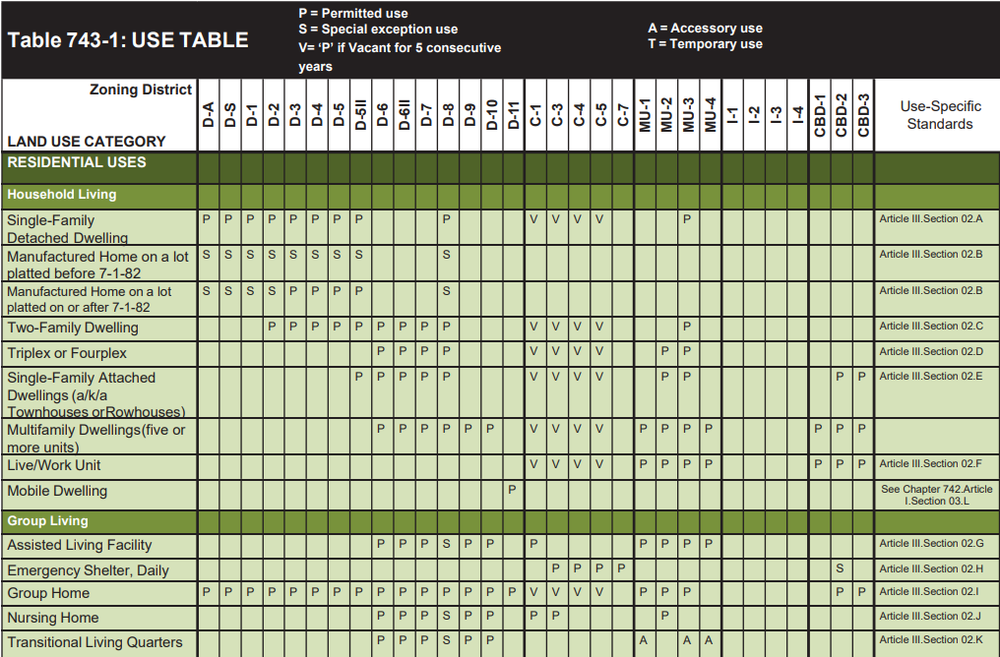 Table 743-1: USE TABLE
P = Permitted use
S = Special exception use
V= ‘P’ if Vacant for 5 consecutive
years
A = Accessory use
T = Temporary use
Zoning District
LAND USE CATEGORY
D-A D-S D-1 D-2 D-3 D-4 D-5 D-5II D-6 D-6II D-7 D-8 D-9 D-10 D-11 C-1 C-3 C-4 C-5 C-7 MU-1 MU-2 MU-3 MU-4 I-1 I-2 I-3 I-4 CBD-1 CBD-2 CBD-3
Use-Specific
Standards
RESIDENTIAL USES
Household Living
Single-Family P P P P P P P P P V V V V P Article III.Section 02.A
Detached Dwelling
Manufactured Home on a lot S S S S S S S S S Article III.Section 02.B
platted before 7-1-82
Manufactured Home on a lot S S S S P P P P S Article III.Section 02.B
platted on or after 7-1-82
Two-Family Dwelling P P P P P P P P P V V V V P Article III.Section 02.C
Triplex or Fourplex P P P P V V V V P P Article III.Section 02.D
Single-Family Attached P P P P P V V V V P P P P Article III.Section 02.E
Dwellings (a/k/a
Townhouses orRowhouses)
Multifamily Dwellings(five or P P P P P P V V V V P P P P P P P
more units)
Live/Work Unit V V V V P P P P P P P Article III.Section 02.F
Mobile Dwelling P See Chapter 742.Article
I.Section 03.L
Group Living
Assisted Living Facility P P P S P P P P P P P Article III.Section 02.G
Emergency Shelter, Daily P P P P S Article III.Section 02.H
Group Home P P P P P P P P P P P P P P P V V V V P P P P P Article III.Section 02.I
Nursing Home P P P S P P P P P Article III.Section 02.J
Transitional Living Quarters P P P S P P A A A Article III.Section 02.K